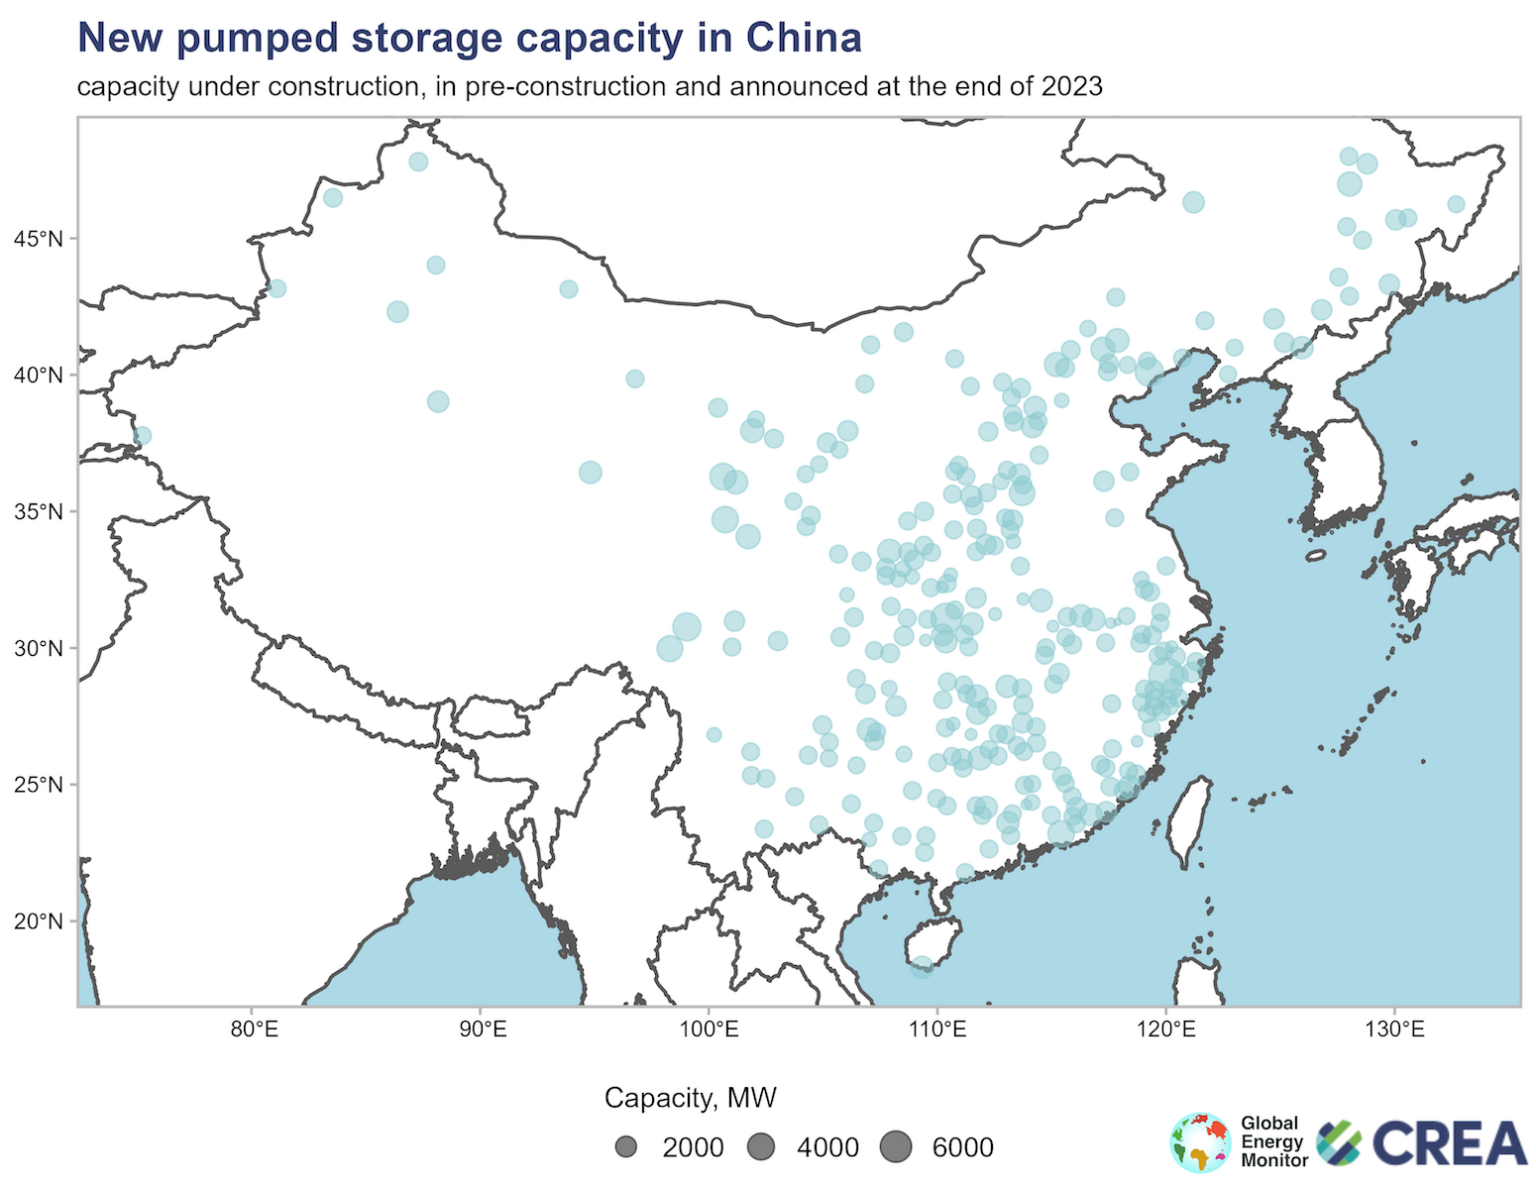 New pumped storage capacity in China
capacity under construction, in pre-construction and announced at the end of 2023
45°N
40°N
35°N
30°N
25°N
20°N
80°E 90°E 100°E 110°E 120°E 130°E
Capacity, MW
2000 4000 6000
Global
Energy
Monitor
CREA